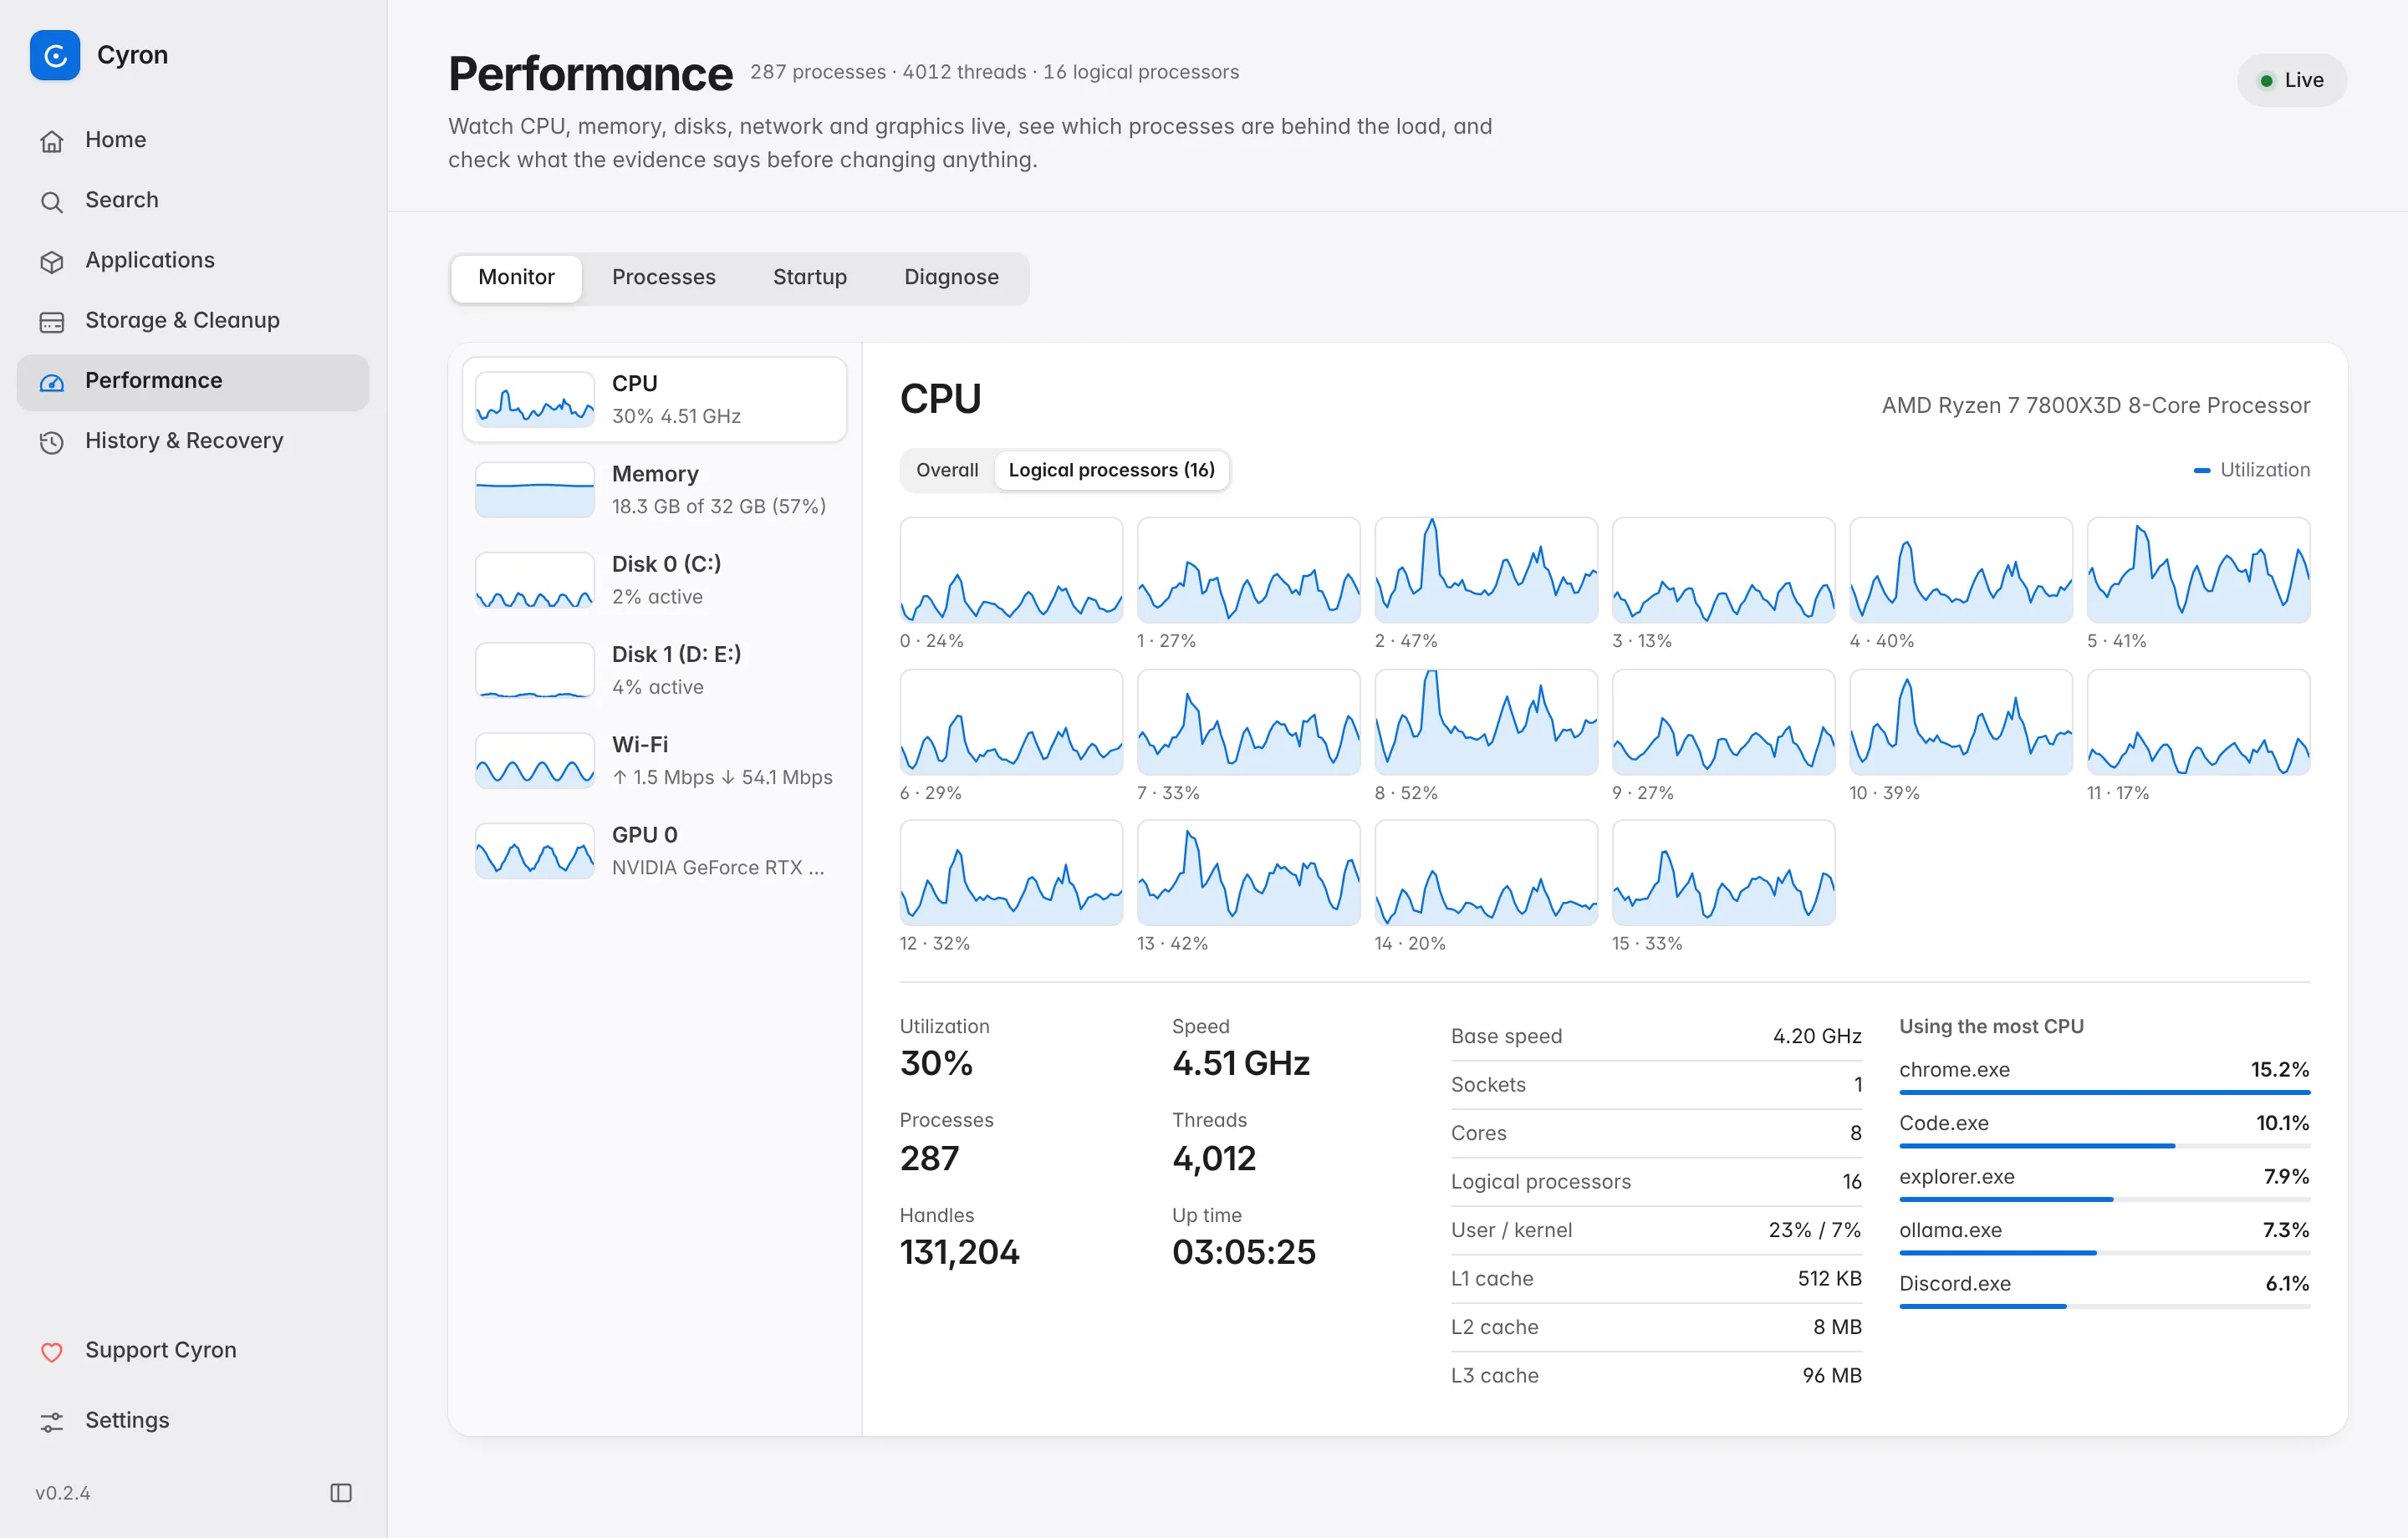 Cyron
Home
Search
Applications
Storage & Cleanup
Performance
History & Recovery
Support Cyron
Settings
v0.2.4
Performance 287 processes · 4012 threads · 16 logical processors
Watch CPU, memory, disks, network and graphics live, see which processes are behind the load, and
check what the evidence says before changing anything.
Live
Monitor Processes Startup Diagnose
CPU
30% 4.51 GHz
Memory
18.3 GB of 32 GB (57%)
Disk 0 (C:)
2% active
Disk 1 (D: E:)
4% active
Wi-Fi
↑ 1.5 Mbps ↓ 54.1 Mbps
GPU 0
NVIDIA GeForce RTX ...
CPU
AMD Ryzen 7 7800X3D 8-Core Processor
Overall Logical processors (16)
Utilization
0 · 24% 1 · 27% 2 · 47% 3 · 13% 4 · 40% 5 · 41%
6 · 29% 7 · 33% 8 · 52% 9 · 27% 10 · 39% 11 · 17%
12 · 32% 13 · 42% 14 · 20% 15 · 33%
Utilization Speed
30% 4.51 GHz
Processes Threads
287 4,012
Handles Up time
131,204 03:05:25
Base speed 4.20 GHz
Sockets 1
Cores 8
Logical processors 16
User / kernel 23% / 7%
L1 cache 512 KB
L2 cache 8 MB
L3 cache 96 MB
Using the most CPU
chrome.exe 15.2%
Code.exe 10.1%
explorer.exe 7.9%
ollama.exe 7.3%
Discord.exe 6.1%